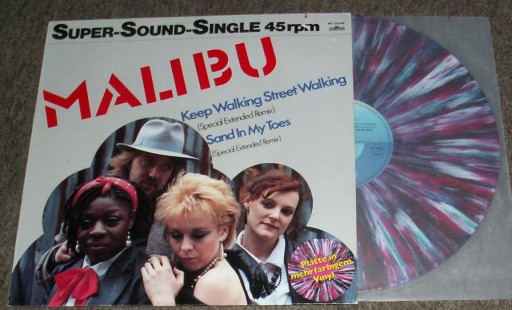 SUPER-SOUND-SINGLE 45 rpm
MALIBU
Keep Walking Street Walking
(Special Extended Remix)
Sand In My Toes
(Special Extended Remix)
Platte in
mehrfarbigem
Vinyl